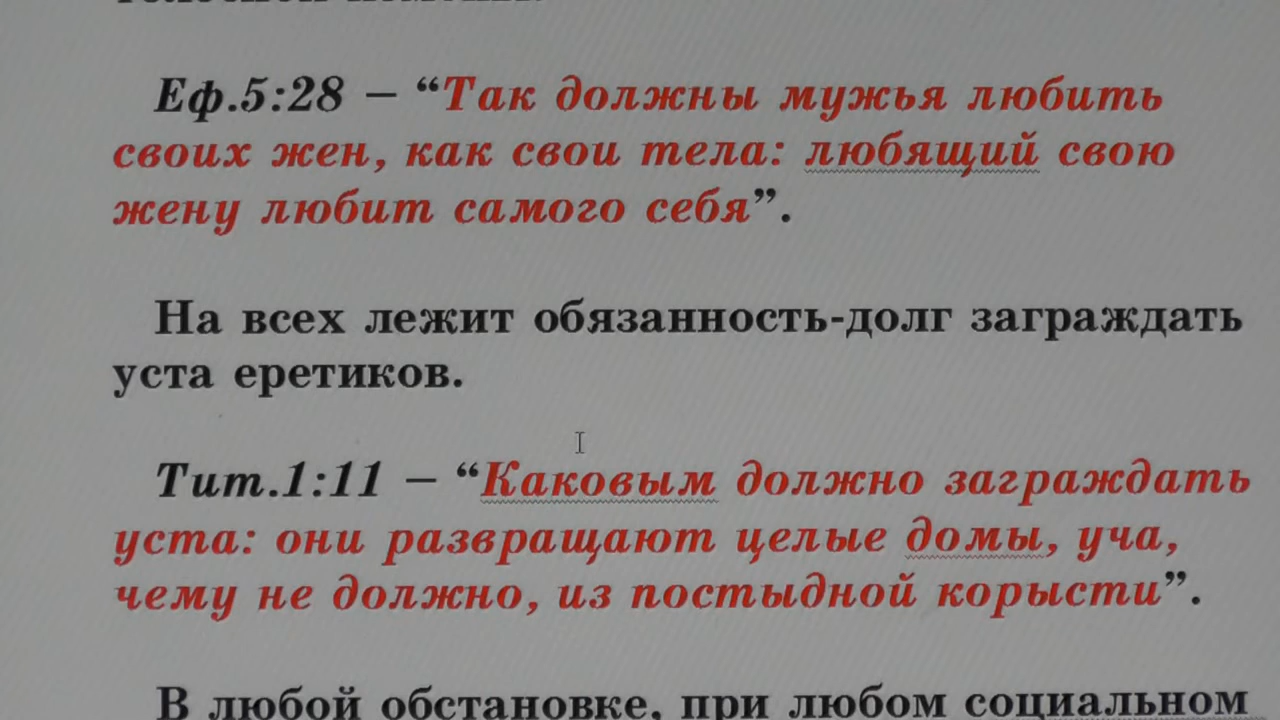 Еф.5:28 – “Так должны мужья любить
своих жен, как свои тела: любящий свою
жену любит самого себя”.
На всех лежит обязанность-долг заграждать
уста еретиков.
Тит.1:11 – “Каковым должно заграждать
уста: они развращают целые домы, уча,
чему не должно, из постыдной корысти”.
В любой обстановке, при любом социальном